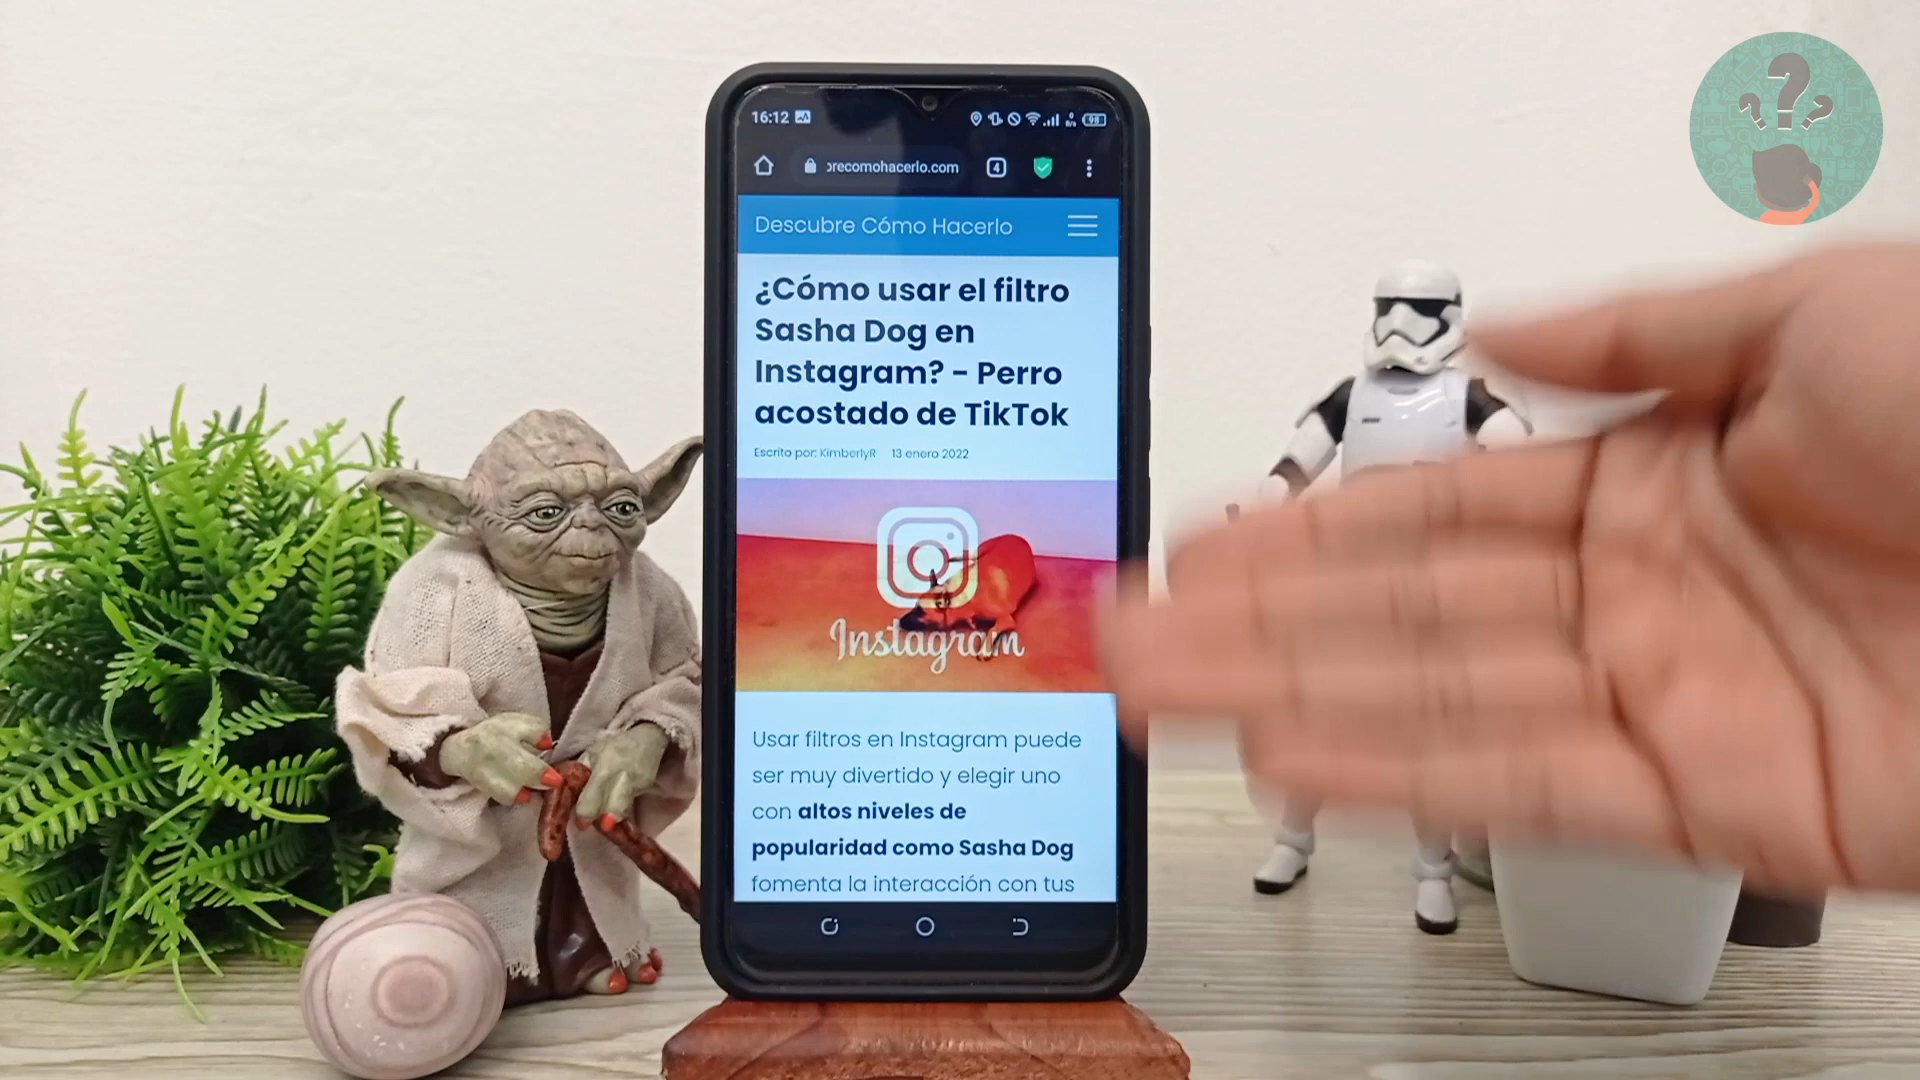 16:12
98
orecomohacerlo.com
4
Descubre Cómo Hacerlo
¿Cómo usar el filtro
Sasha Dog en
Instagram? - Perro
acostado de TikTok
Escrito por: KimberlyR 13 enero 2022
Instagram
Usar filtros en Instagram puede
ser muy divertido y elegir uno
con altos niveles de
popularidad como Sasha Dog
fomenta la interacción con tus